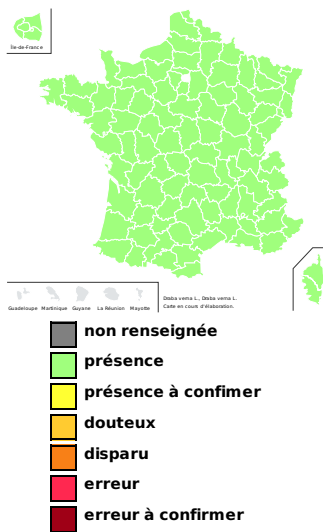 Île-de-France
Guadeloupe Martinique Guyane La Réunion Mayotte
Draba verna L., Draba verna L.
Carte en cours d'élaboration.
non renseignée
présence
présence à confimer
douteux
disparu
erreur
erreur à confirmer